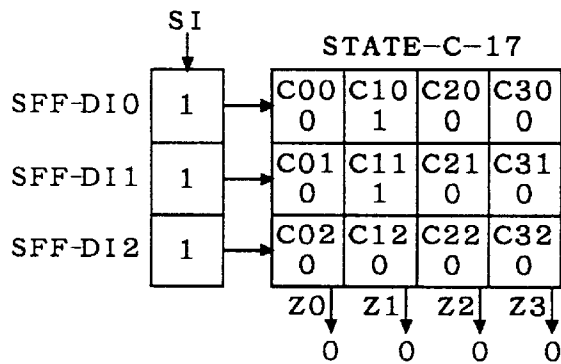 SI
STATE-C-17
SFF-DI0 1 C00 C10 C20 C30
0 1 0 0
SFF-DI1 1 C01 C11 C21 C31
0 1 0 0
SFF-DI2 1 C02 C12 C22 C32
0 0 0 0
Z0 Z1 Z2 Z3
0 0 0 0